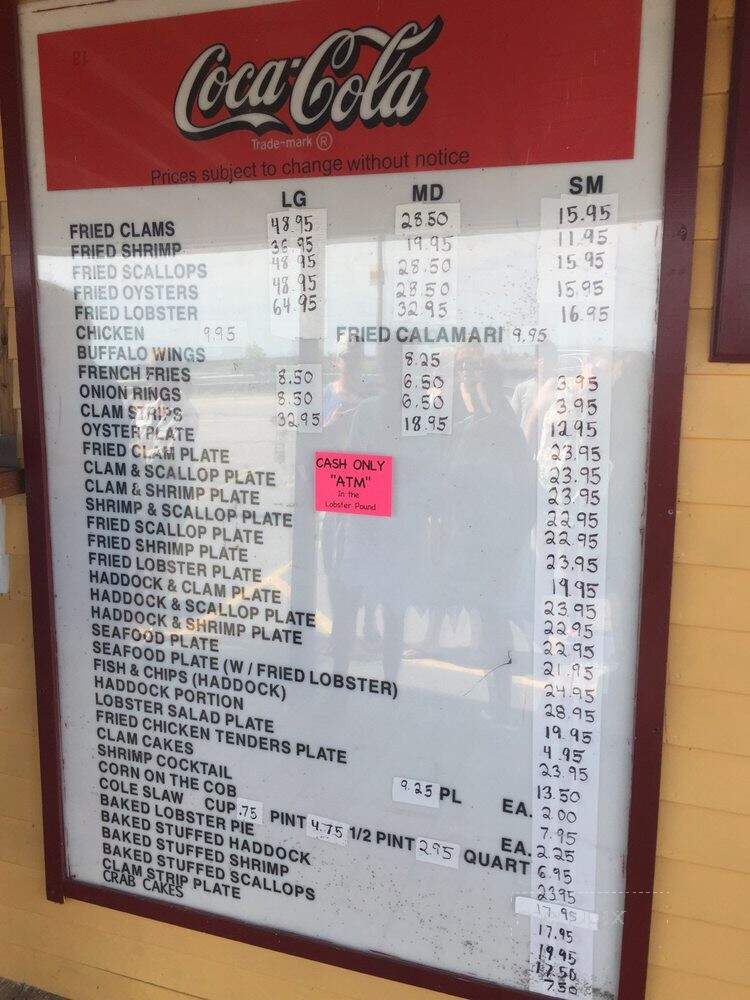 Coca-Cola
Trade-mark ®
Prices subject to change without notice
LG MD SM
FRIED CLAMS 48.95 28.50 15.95
FRIED SHRIMP 36.95 19.95 11.95
FRIED SCALLOPS 48.95 28.50 15.95
FRIED OYSTERS 48.95 28.50 15.95
FRIED LOBSTER 64.95 32.95 16.95
CHICKEN 9.95 FRIED CALAMARI 9.95
BUFFALO WINGS 8.25
FRENCH FRIES 8.50 6.50 3.95
ONION RINGS 8.50 6.50 3.95
CLAM STRIPS 32.95 18.95 12.95
OYSTER PLATE 23.95
FRIED CLAM PLATE 23.95
CLAM & SCALLOP PLATE 23.95
CLAM & SHRIMP PLATE 22.95
SHRIMP & SCALLOP PLATE 22.95
FRIED SCALLOP PLATE 23.95
FRIED SHRIMP PLATE 19.95
FRIED LOBSTER PLATE 23.95
HADDOCK & CLAM PLATE 22.95
HADDOCK & SCALLOP PLATE 22.95
HADDOCK & SHRIMP PLATE 21.95
SEAFOOD PLATE 24.95
SEAFOOD PLATE (W / FRIED LOBSTER) 28.95
FISH & CHIPS (HADDOCK) 19.95
HADDOCK PORTION 4.95
LOBSTER SALAD PLATE 23.95
FRIED CHICKEN TENDERS PLATE 13.50
CLAM CAKES 9.25 PL EA. 2.00
SHRIMP COCKTAIL 7.95
CORN ON THE COB EA. 2.25
COLE SLAW CUP .75 PINT 4.75 1/2 PINT 2.95 QUART 6.95
BAKED LOBSTER PIE 23.95
BAKED STUFFED HADDOCK 17.95
BAKED STUFFED SHRIMP 17.95
BAKED STUFFED SCALLOPS 19.95
CLAM STRIP PLATE 17.50
CRAB CAKES 7.50
CASH ONLY
"ATM"
In the
Lobster Pound